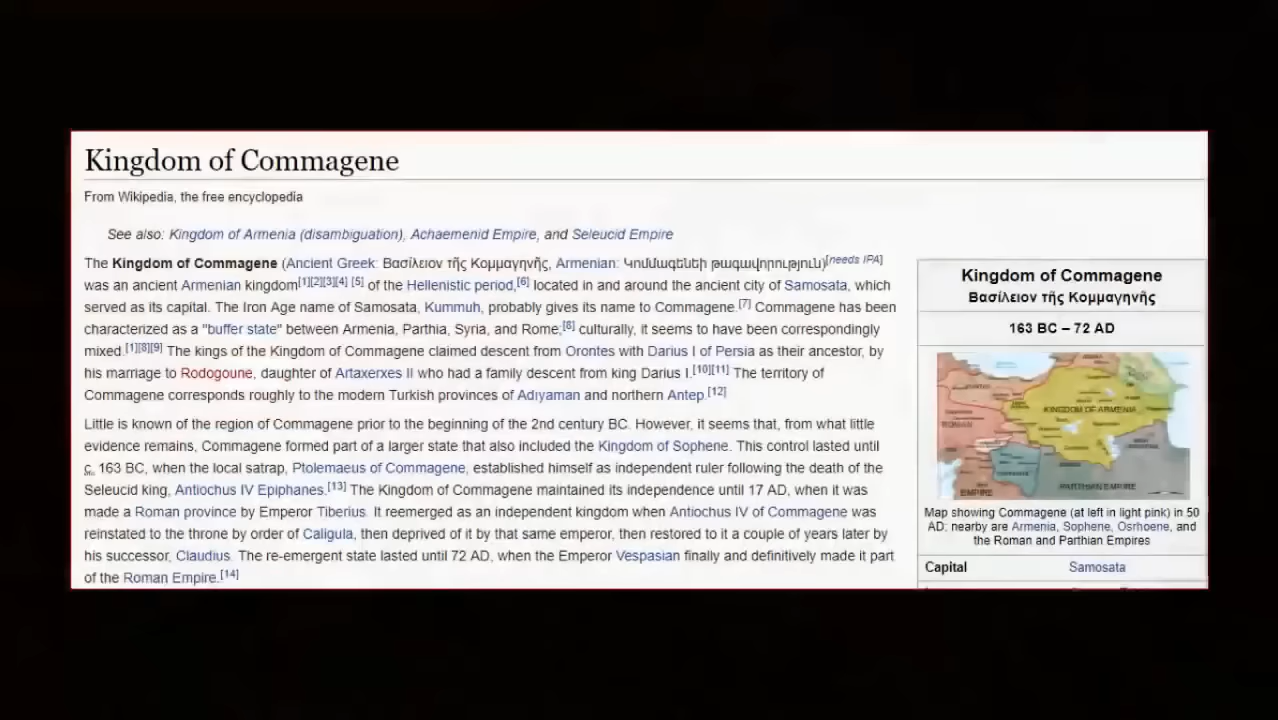 Kingdom of Commagene
From Wikipedia, the free encyclopedia
See also: Kingdom of Armenia (disambiguation), Achaemenid Empire, and Seleucid Empire
The Kingdom of Commagene (Ancient Greek: Βασίλειον τῆς Κομμαγηνῆς, Armenian: Կոմմագենեի թագավորություն)[needs IPA]
was an ancient Armenian kingdom[1][2][3][4] [5] of the Hellenistic period,[6] located in and around the ancient city of Samosata, which
served as its capital. The Iron Age name of Samosata, Kummuh, probably gives its name to Commagene.[7] Commagene has been
characterized as a "buffer state" between Armenia, Parthia, Syria, and Rome;[8] culturally, it seems to have been correspondingly
mixed.[1][8][9] The kings of the Kingdom of Commagene claimed descent from Orontes with Darius I of Persia as their ancestor, by
his marriage to Rodogoune, daughter of Artaxerxes II who had a family descent from king Darius I.[10][11] The territory of
Commagene corresponds roughly to the modern Turkish provinces of Adıyaman and northern Antep.[12]
Little is known of the region of Commagene prior to the beginning of the 2nd century BC. However, it seems that, from what little
evidence remains, Commagene formed part of a larger state that also included the Kingdom of Sophene. This control lasted until
c. 163 BC, when the local satrap, Ptolemaeus of Commagene, established himself as independent ruler following the death of the
Seleucid king, Antiochus IV Epiphanes.[13] The Kingdom of Commagene maintained its independence until 17 AD, when it was
made a Roman province by Emperor Tiberius. It reemerged as an independent kingdom when Antiochus IV of Commagene was
reinstated to the throne by order of Caligula, then deprived of it by that same emperor, then restored to it a couple of years later by
his successor, Claudius. The re-emergent state lasted until 72 AD, when the Emperor Vespasian finally and definitively made it part
of the Roman Empire.[14]
Kingdom of Commagene
Βασίλειον τῆς Κομμαγηνῆς
163 BC – 72 AD
KINGDOM OF ARMENIA
ROMAN
EMPIRE
PARTHIAN EMPIRE
Map showing Commagene (at left in light pink) in 50
AD; nearby are Armenia, Sophene, Osrhoene, and
the Roman and Parthian Empires
Capital Samosata